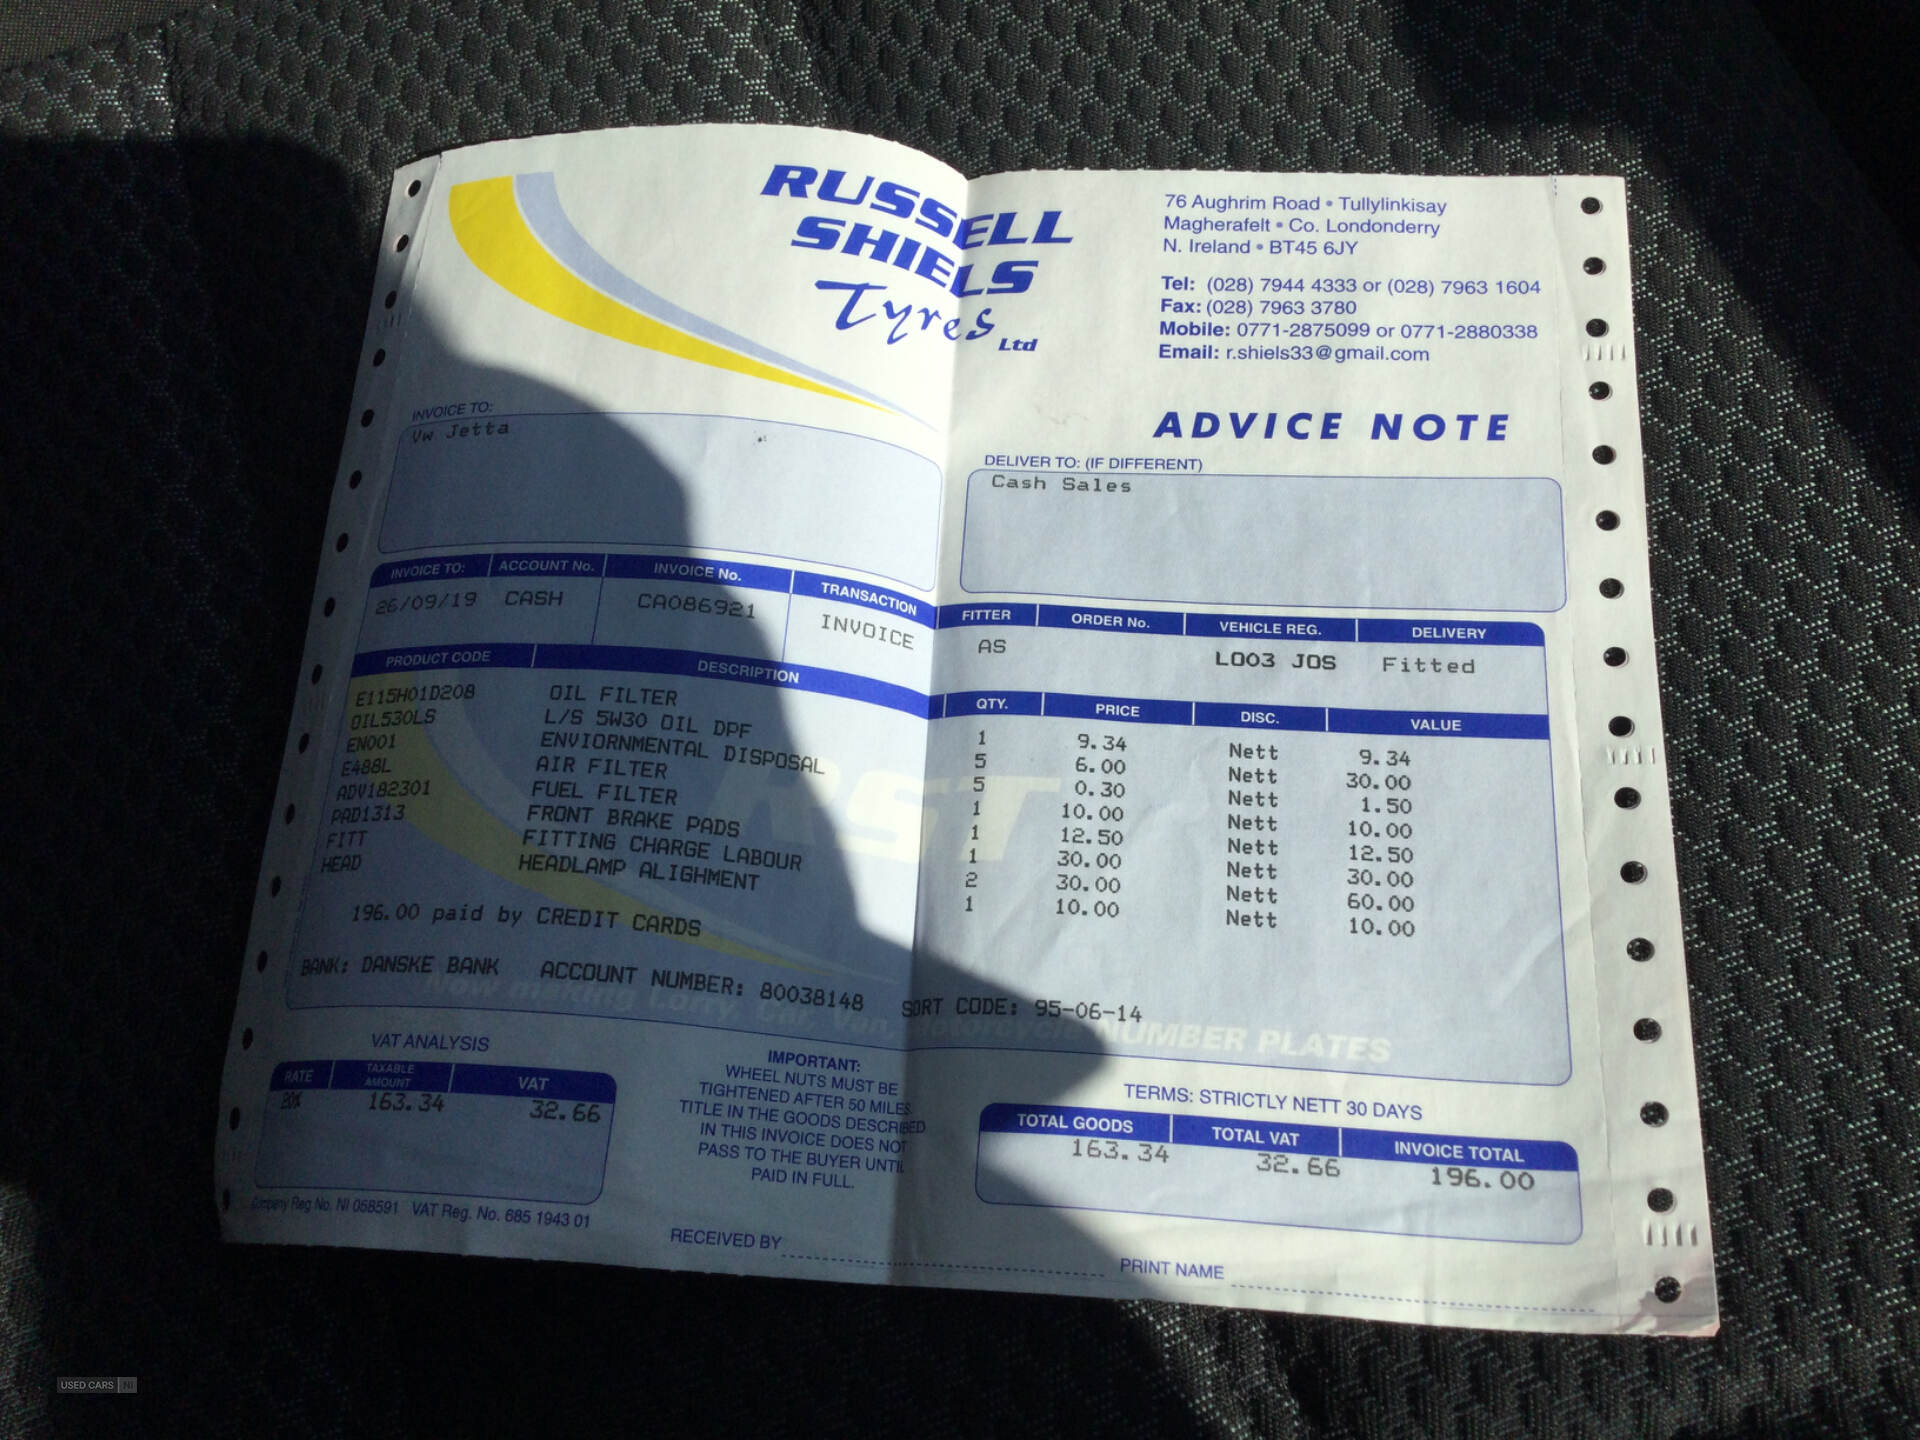 RUSSELL
SHIELS
Tyres Ltd
76 Aughrim Road • Tullylinkisay
Magherafelt • Co. Londonderry
N. Ireland • BT45 6JY
Tel: (028) 7944 4333 or (028) 7963 1604
Fax: (028) 7963 3780
Mobile: 0771-2875099 or 0771-2880338
Email: r.shiels33@gmail.com
ADVICE NOTE
INVOICE TO:
Vw Jetta
DELIVER TO: (IF DIFFERENT)
Cash Sales
INVOICE TO: ACCOUNT No. INVOICE No. TRANSACTION FITTER ORDER No. VEHICLE REG. DELIVERY
26/09/19 CASH CA086921 INVOICE AS L003 JOS Fitted
PRODUCT CODE DESCRIPTION QTY. PRICE DISC. VALUE
E115H01D208 OIL FILTER 1 9.34 Nett 9.34
OIL530LS L/S 5W30 OIL DPF 5 6.00 Nett 30.00
EN001 ENVIORNMENTAL DISPOSAL 5 0.30 Nett 1.50
E488L AIR FILTER 1 10.00 Nett 10.00
ADV182301 FUEL FILTER 1 12.50 Nett 12.50
PAD1313 FRONT BRAKE PADS 1 30.00 Nett 30.00
FITT FITTING CHARGE LABOUR 2 30.00 Nett 60.00
HEAD HEADLAMP ALIGHMENT 1 10.00 Nett 10.00
RST
196.00 paid by CREDIT CARDS
BANK: DANSKE BANK ACCOUNT NUMBER: 80038148 SORT CODE: 95-06-14
Now making Lorry, Car, Van, Motorcycle NUMBER PLATES
VAT ANALYSIS
RATE TAXABLE AMOUNT VAT
20% 163.34 32.66
IMPORTANT:
WHEEL NUTS MUST BE
TIGHTENED AFTER 50 MILES
TITLE IN THE GOODS DESCRIBED
IN THIS INVOICE DOES NOT
PASS TO THE BUYER UNTIL
PAID IN FULL.
TERMS: STRICTLY NETT 30 DAYS
TOTAL GOODS TOTAL VAT INVOICE TOTAL
163.34 32.66 196.00
Company Reg No. NI 058591 VAT Reg. No. 685 1943 01
RECEIVED BY
PRINT NAME
USED CARS NI